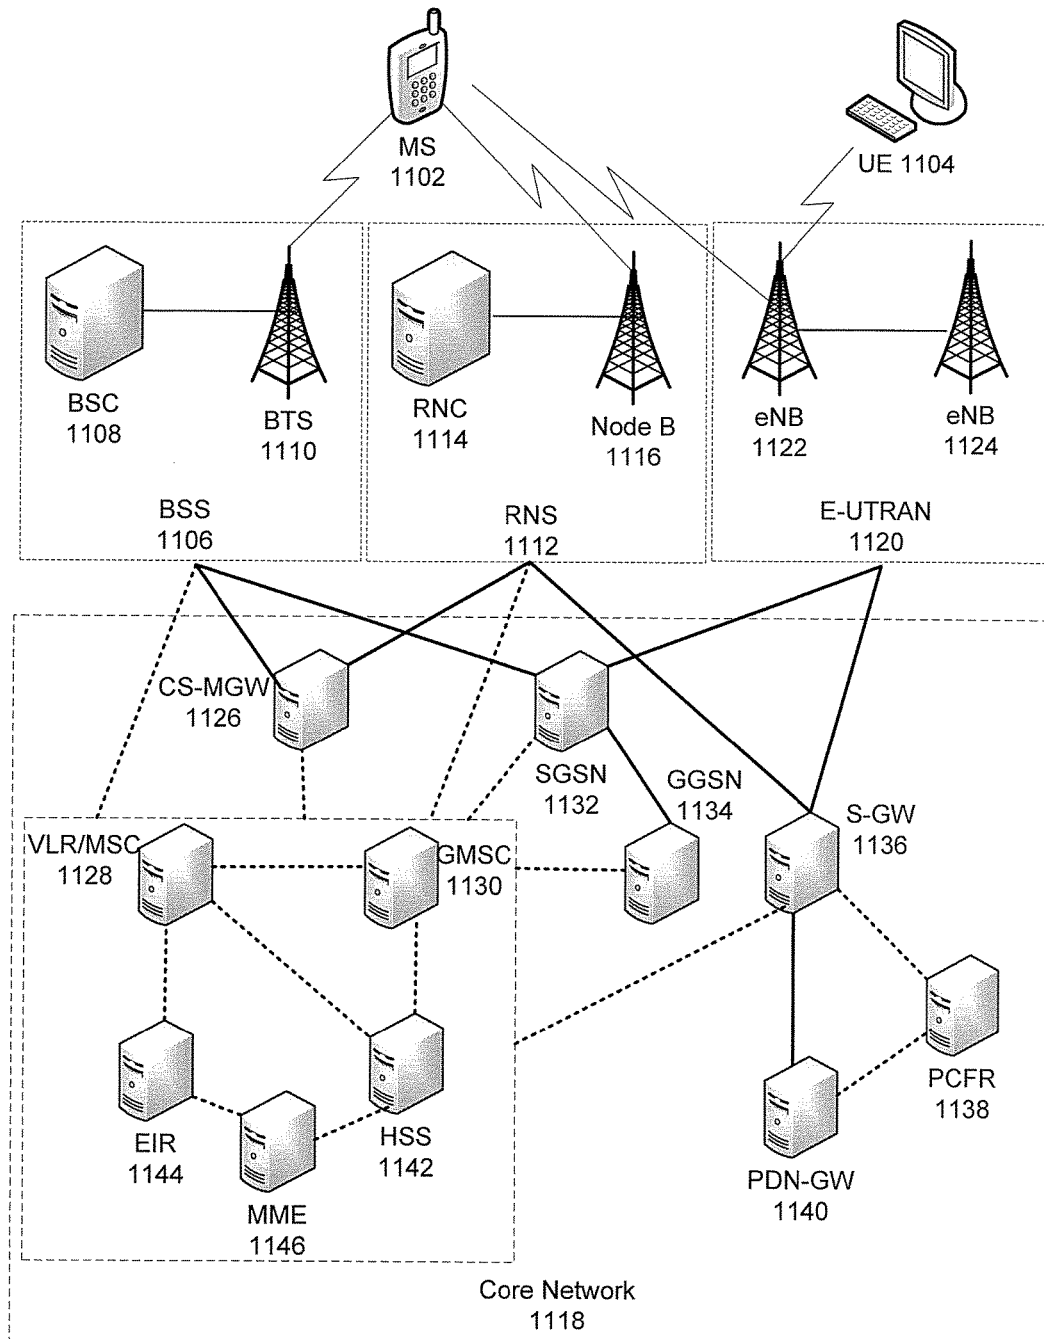 MS
1102
UE 1104
BSC
1108
BTS
1110
RNC
1114
Node B
1116
eNB
1122
eNB
1124
BSS
1106
RNS
1112
E-UTRAN
1120
CS-MGW
1126
SGSN
1132
GGSN
1134
S-GW
1136
VLR/MSC
1128
GMSC
1130
PCFR
1138
EIR
1144
HSS
1142
PDN-GW
1140
MME
1146
Core Network
1118